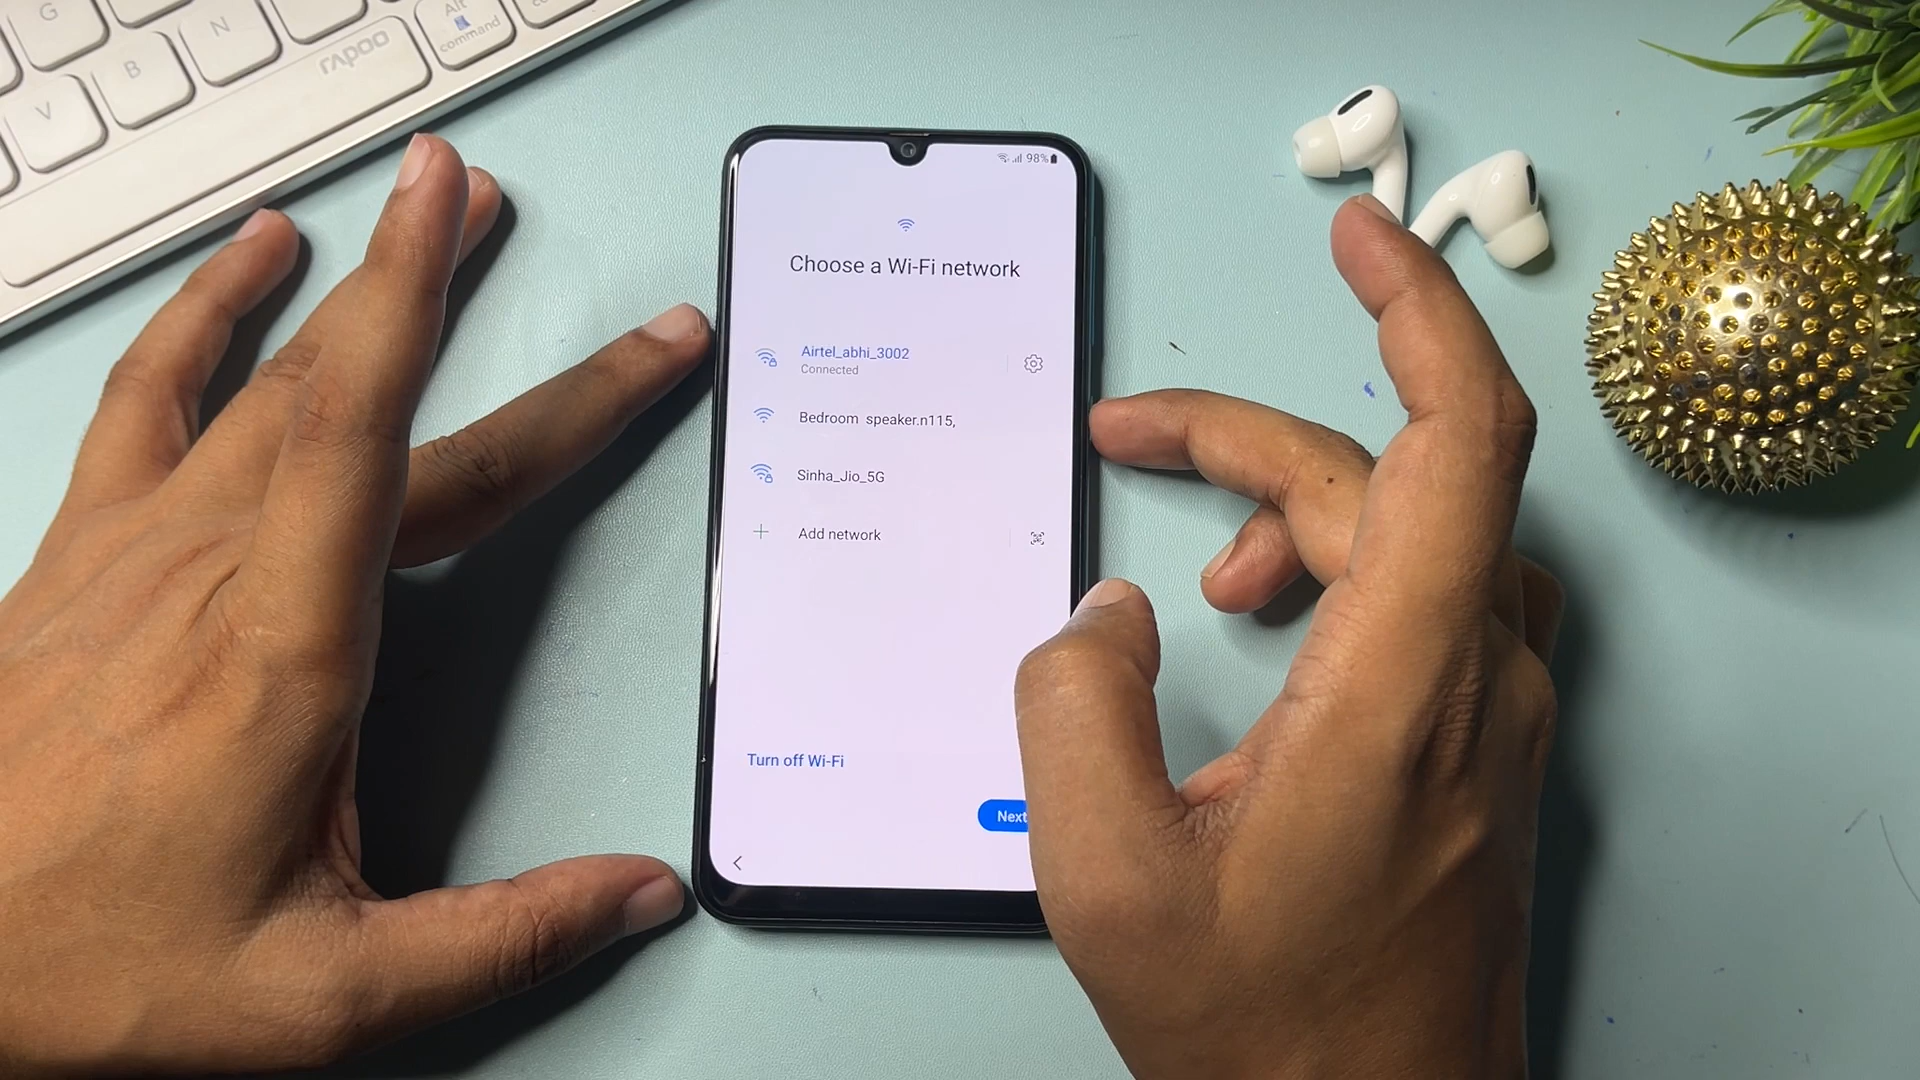 G
N
Alt
command
B
rapoo
V
98%
Choose a Wi-Fi network
Airtel_abhi_3002
Connected
Bedroom speaker.n115,
Sinha_Jio_5G
Add network
Turn off Wi-Fi
Next